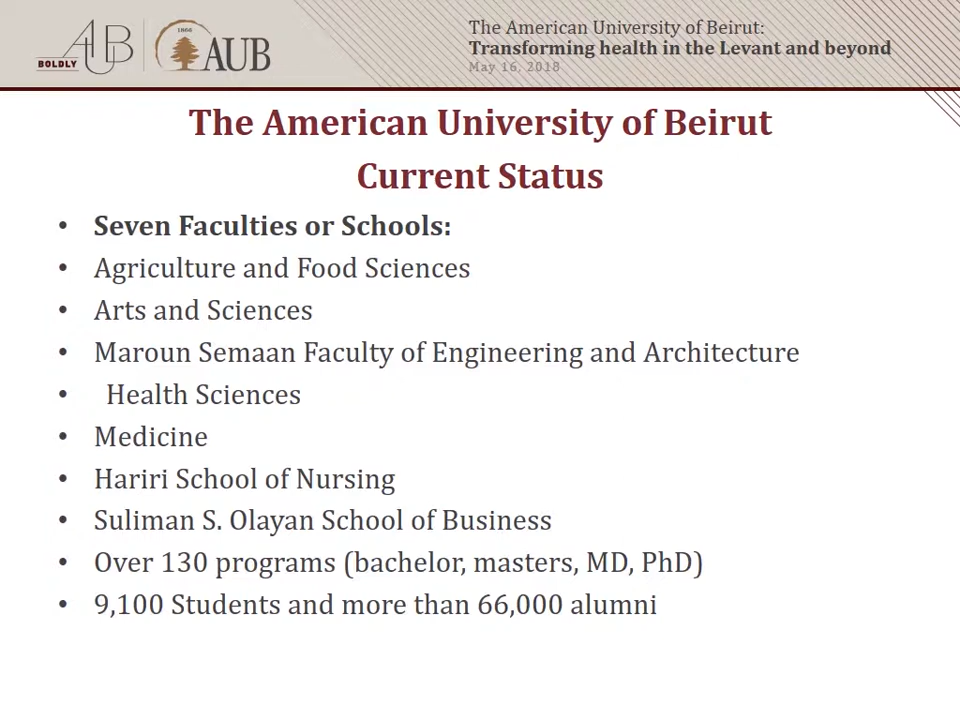 AUB
BOLDLY
1866
AUB
The American University of Beirut:
Transforming health in the Levant and beyond
May 16, 2018
The American University of Beirut
Current Status
• Seven Faculties or Schools:
• Agriculture and Food Sciences
• Arts and Sciences
• Maroun Semaan Faculty of Engineering and Architecture
• Health Sciences
• Medicine
• Hariri School of Nursing
• Suliman S. Olayan School of Business
• Over 130 programs (bachelor, masters, MD, PhD)
• 9,100 Students and more than 66,000 alumni